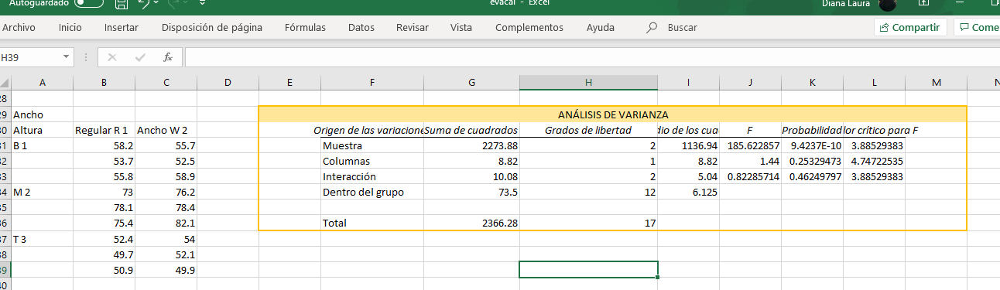 Autoguardado evacal - Excel Diana Laura
Archivo Inicio Insertar Disposición de página Fórmulas Datos Revisar Vista Complementos Ayuda Buscar Compartir Come
H39 fx
A B C D E F G H I J K L M N
28
29 Ancho ANÁLISIS DE VARIANZA
30 Altura Regular R 1 Ancho W 2 Origen de las variacione Suma de cuadrados Grados de libertad dio de los cua F Probabilidad lor crítico para F
31 B 1 58.2 55.7 Muestra 2273.88 2 1136.94 185.622857 9.4237E-10 3.88529383
32 53.7 52.5 Columnas 8.82 1 8.82 1.44 0.25329473 4.74722535
33 55.8 58.9 Interacción 10.08 2 5.04 0.82285714 0.46249797 3.88529383
34 M 2 73 76.2 Dentro del grupo 73.5 12 6.125
35 78.1 78.4
36 75.4 82.1 Total 2366.28 17
37 T 3 52.4 54
38 49.7 52.1
39 50.9 49.9
40